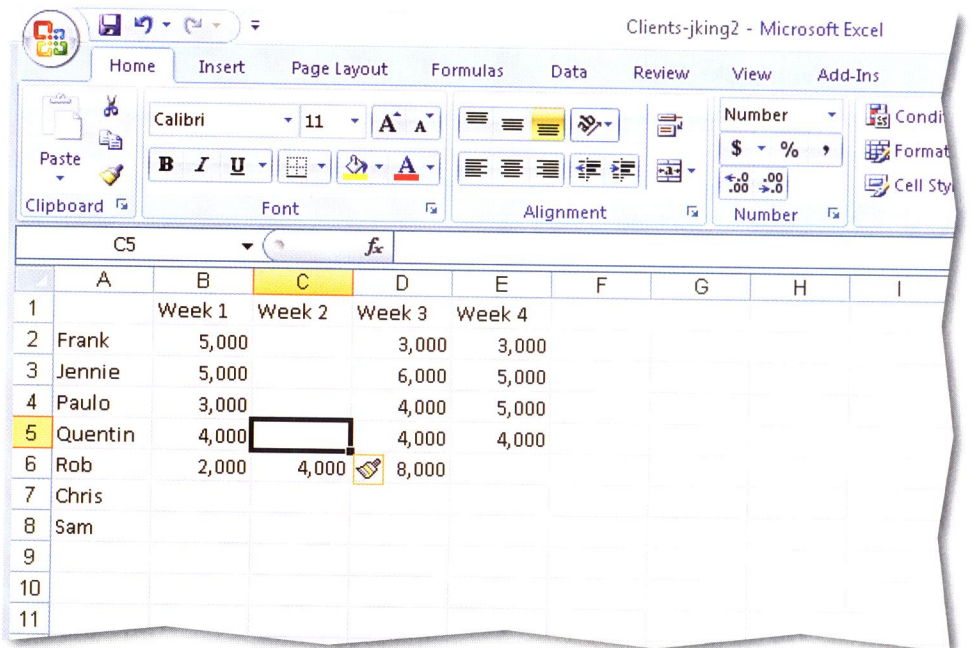 Clients-jking2 - Microsoft Excel
Home Insert Page Layout Formulas Data Review View Add-Ins
Calibri 11 A A Number
Paste B I U A a $ % , Format
.0 .00 .00 .0
Clipboard Font Alignment Number
C5 fx
A B C D E F G H I
1 Week 1 Week 2 Week 3 Week 4
2 Frank 5,000 3,000 3,000
3 Jennie 5,000 6,000 5,000
4 Paulo 3,000 4,000 5,000
5 Quentin 4,000 4,000 4,000
6 Rob 2,000 4,000 8,000
7 Chris
8 Sam
9
10
11